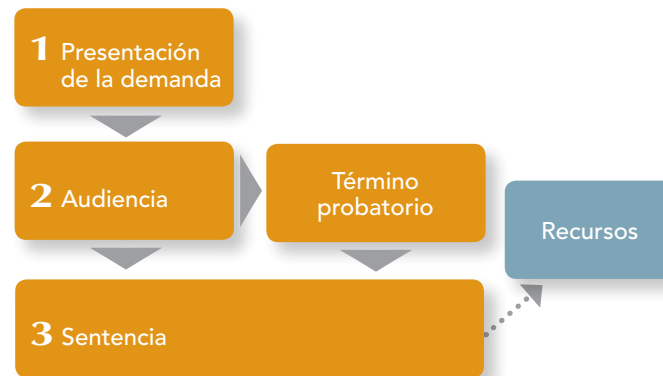 1 Presentación
de la demanda
2 Audiencia
Término
probatorio
Recursos
3 Sentencia